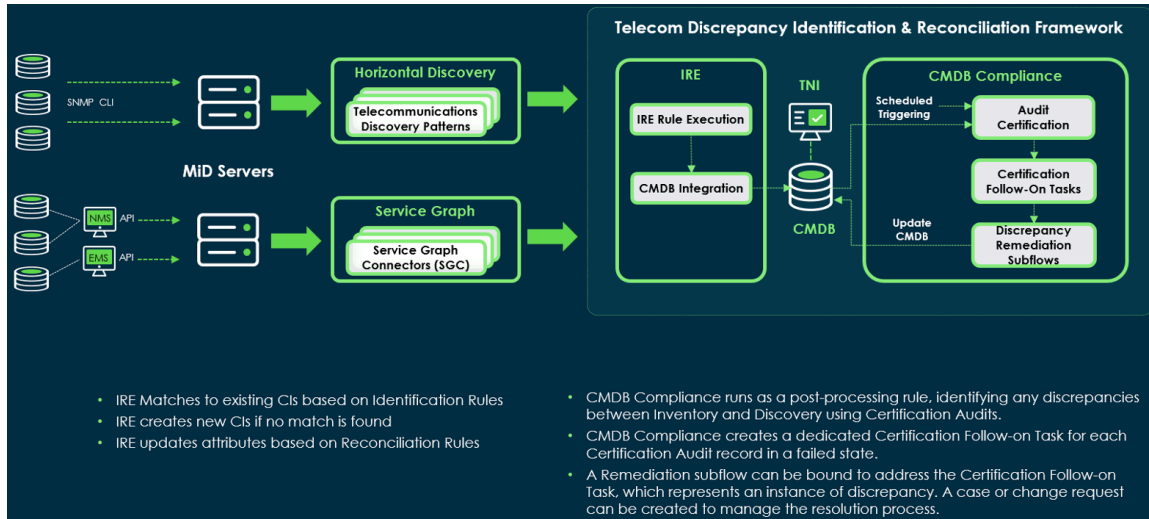 Telecom Discrepancy Identification & Reconciliation Framework
SNMP CLI
MiD Servers
NMS
API
EMS
API
Horizontal Discovery
Telecommunications
Discovery Patterns
Service Graph
Service Graph
Connectors (SGC)
IRE
IRE Rule Execution
CMDB Integration
TNI
CMDB
CMDB Compliance
Scheduled
Triggering
Audit
Certification
Certification
Follow-On Tasks
Update
CMDB
Discrepancy
Remediation
Subflows
• IRE Matches to existing CIs based on Identification Rules
• IRE creates new CIs if no match is found
• IRE updates attributes based on Reconciliation Rules
• CMDB Compliance runs as a post-processing rule, identifying any discrepancies
between Inventory and Discovery using Certification Audits.
• CMDB Compliance creates a dedicated Certification Follow-on Task for each
Certification Audit record in a failed state.
• A Remediation subflow can be bound to address the Certification Follow-on
Task, which represents an instance of discrepancy. A case or change request
can be created to manage the resolution process.